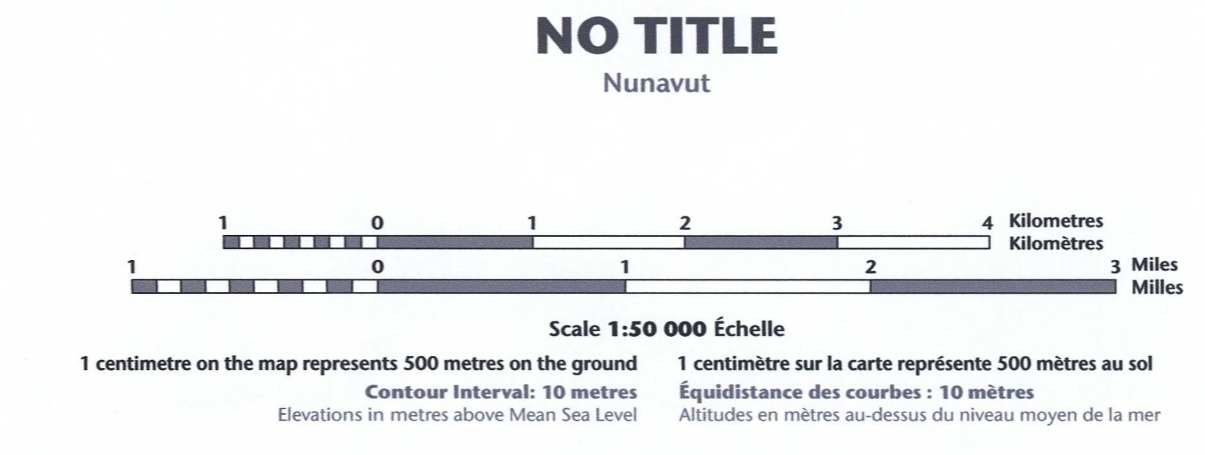 NO TITLE
Nunavut
1 0 1 2 3 4 Kilometres
Kilomètres
1 0 1 2 3 Miles
Milles
Scale 1:50 000 Échelle
1 centimetre on the map represents 500 metres on the ground
1 centimètre sur la carte représente 500 mètres au sol
Contour Interval: 10 metres
Équidistance des courbes : 10 mètres
Elevations in metres above Mean Sea Level
Altitudes en mètres au-dessus du niveau moyen de la mer